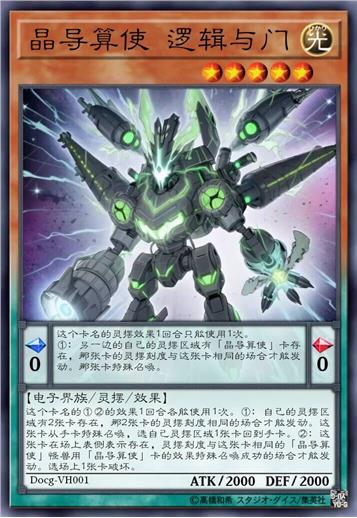 晶导算使 逻辑与门
光
这个卡名的灵摆效果1回合只能使用1次。
①:另一边的自己的灵摆区域有「晶导算使」卡存在,那张卡的灵摆刻度与这张卡相同的场合才能发动。那张卡特殊召唤。
0
0
【电子界族/灵摆/效果】
这个卡名的①②的效果1回合各能使用1次。①:自己的灵摆区域有2张卡存在,那2张卡的灵摆刻度相同的场合才能发动。这张卡从手卡特殊召唤,选自己灵摆区域1张卡回到手卡。②:这张卡在场上表侧表示存在,灵摆刻度与这张卡相同的「晶导算使」怪兽用「晶导算使」卡的效果特殊召唤成功的场合才能发动。选场上1张卡破坏。
ATK/2000 DEF/2000
Docg-VH001
©高橋和希 スタジオ・ダイス/集英社